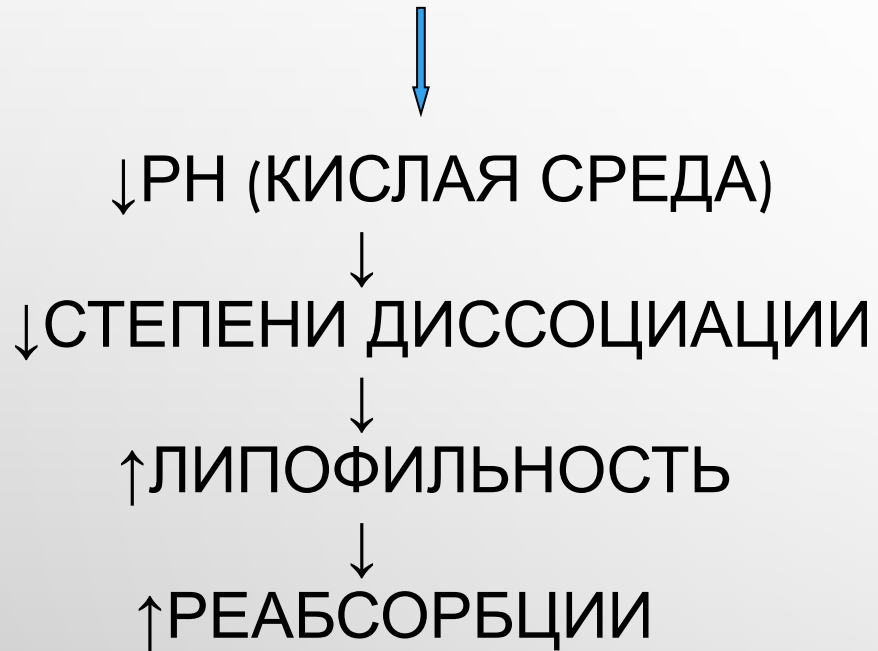 ↓РН (КИСЛАЯ СРЕДА)
↓
↓СТЕПЕНИ ДИССОЦИАЦИИ
↓
↑ЛИПОФИЛЬНОСТЬ
↓
↑РЕАБСОРБЦИИ